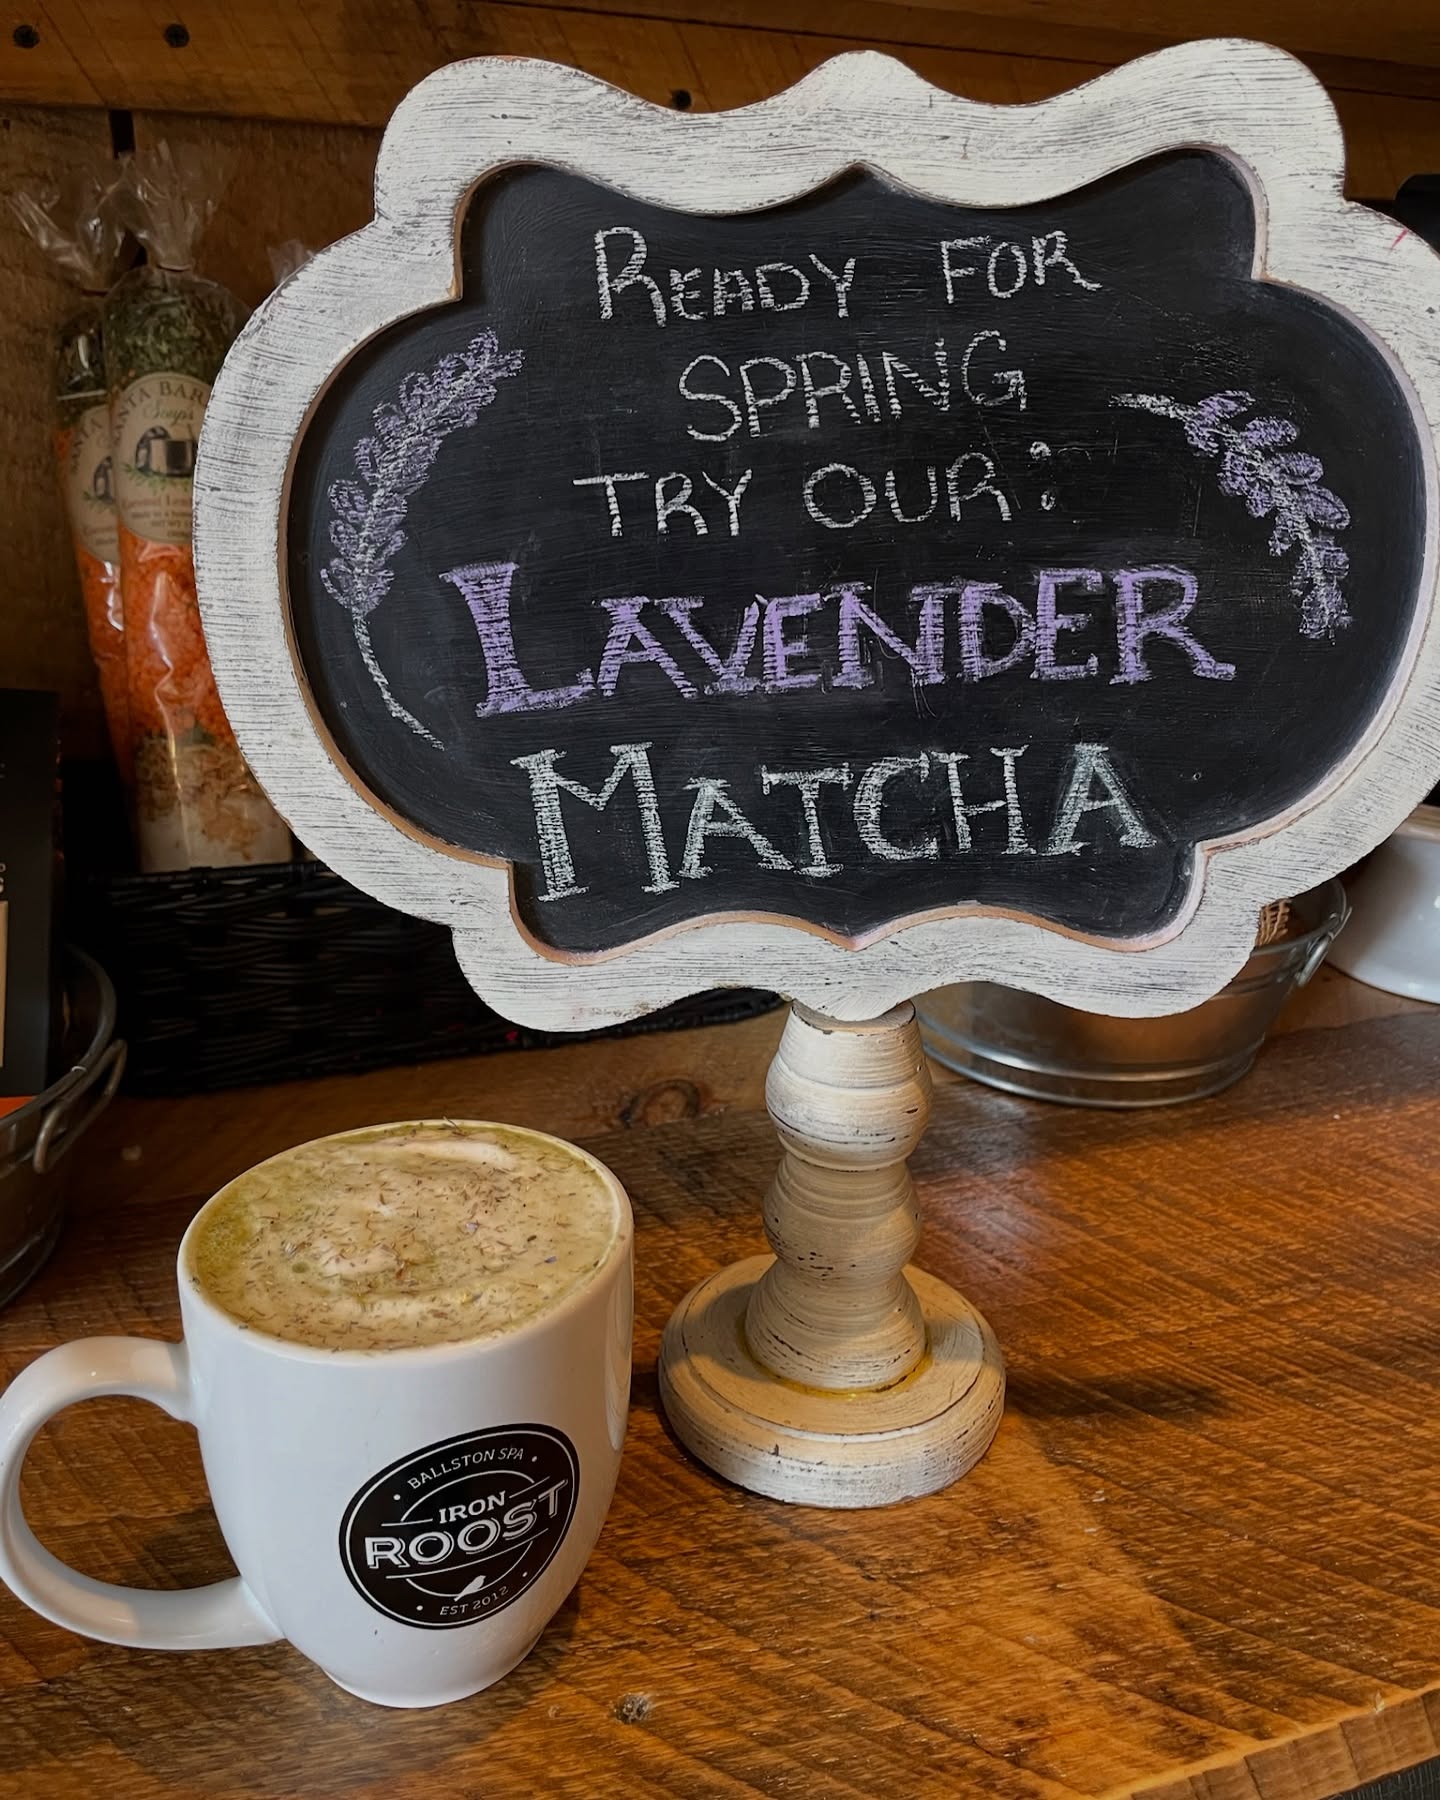 READY FOR
SPRING
TRY OUR:
LAVENDER
MATCHA
BALLSTON SPA
IRON
ROOST
EST 2012